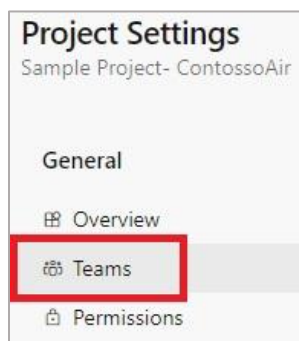 Project Settings
Sample Project- ContossoAir
General
Overview
Teams
Permissions